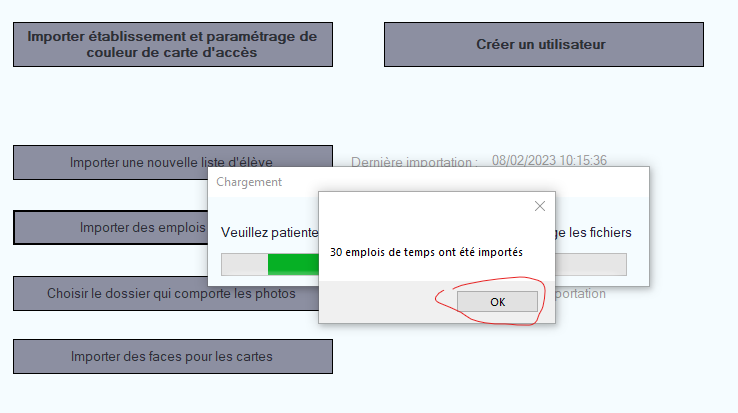 Importer établissement et paramétrage de
couleur de carte d'accès
Créer un utilisateur
Importer une nouvelle liste d'élève
Dernière importation : 08/02/2023 10:15:36
Chargement
Importer des emplois
Veuillez patiente
ge les fichiers
30 emplois de temps ont été importés
Choisir le dossier qui comporte les photos
portation
OK
Importer des faces pour les cartes